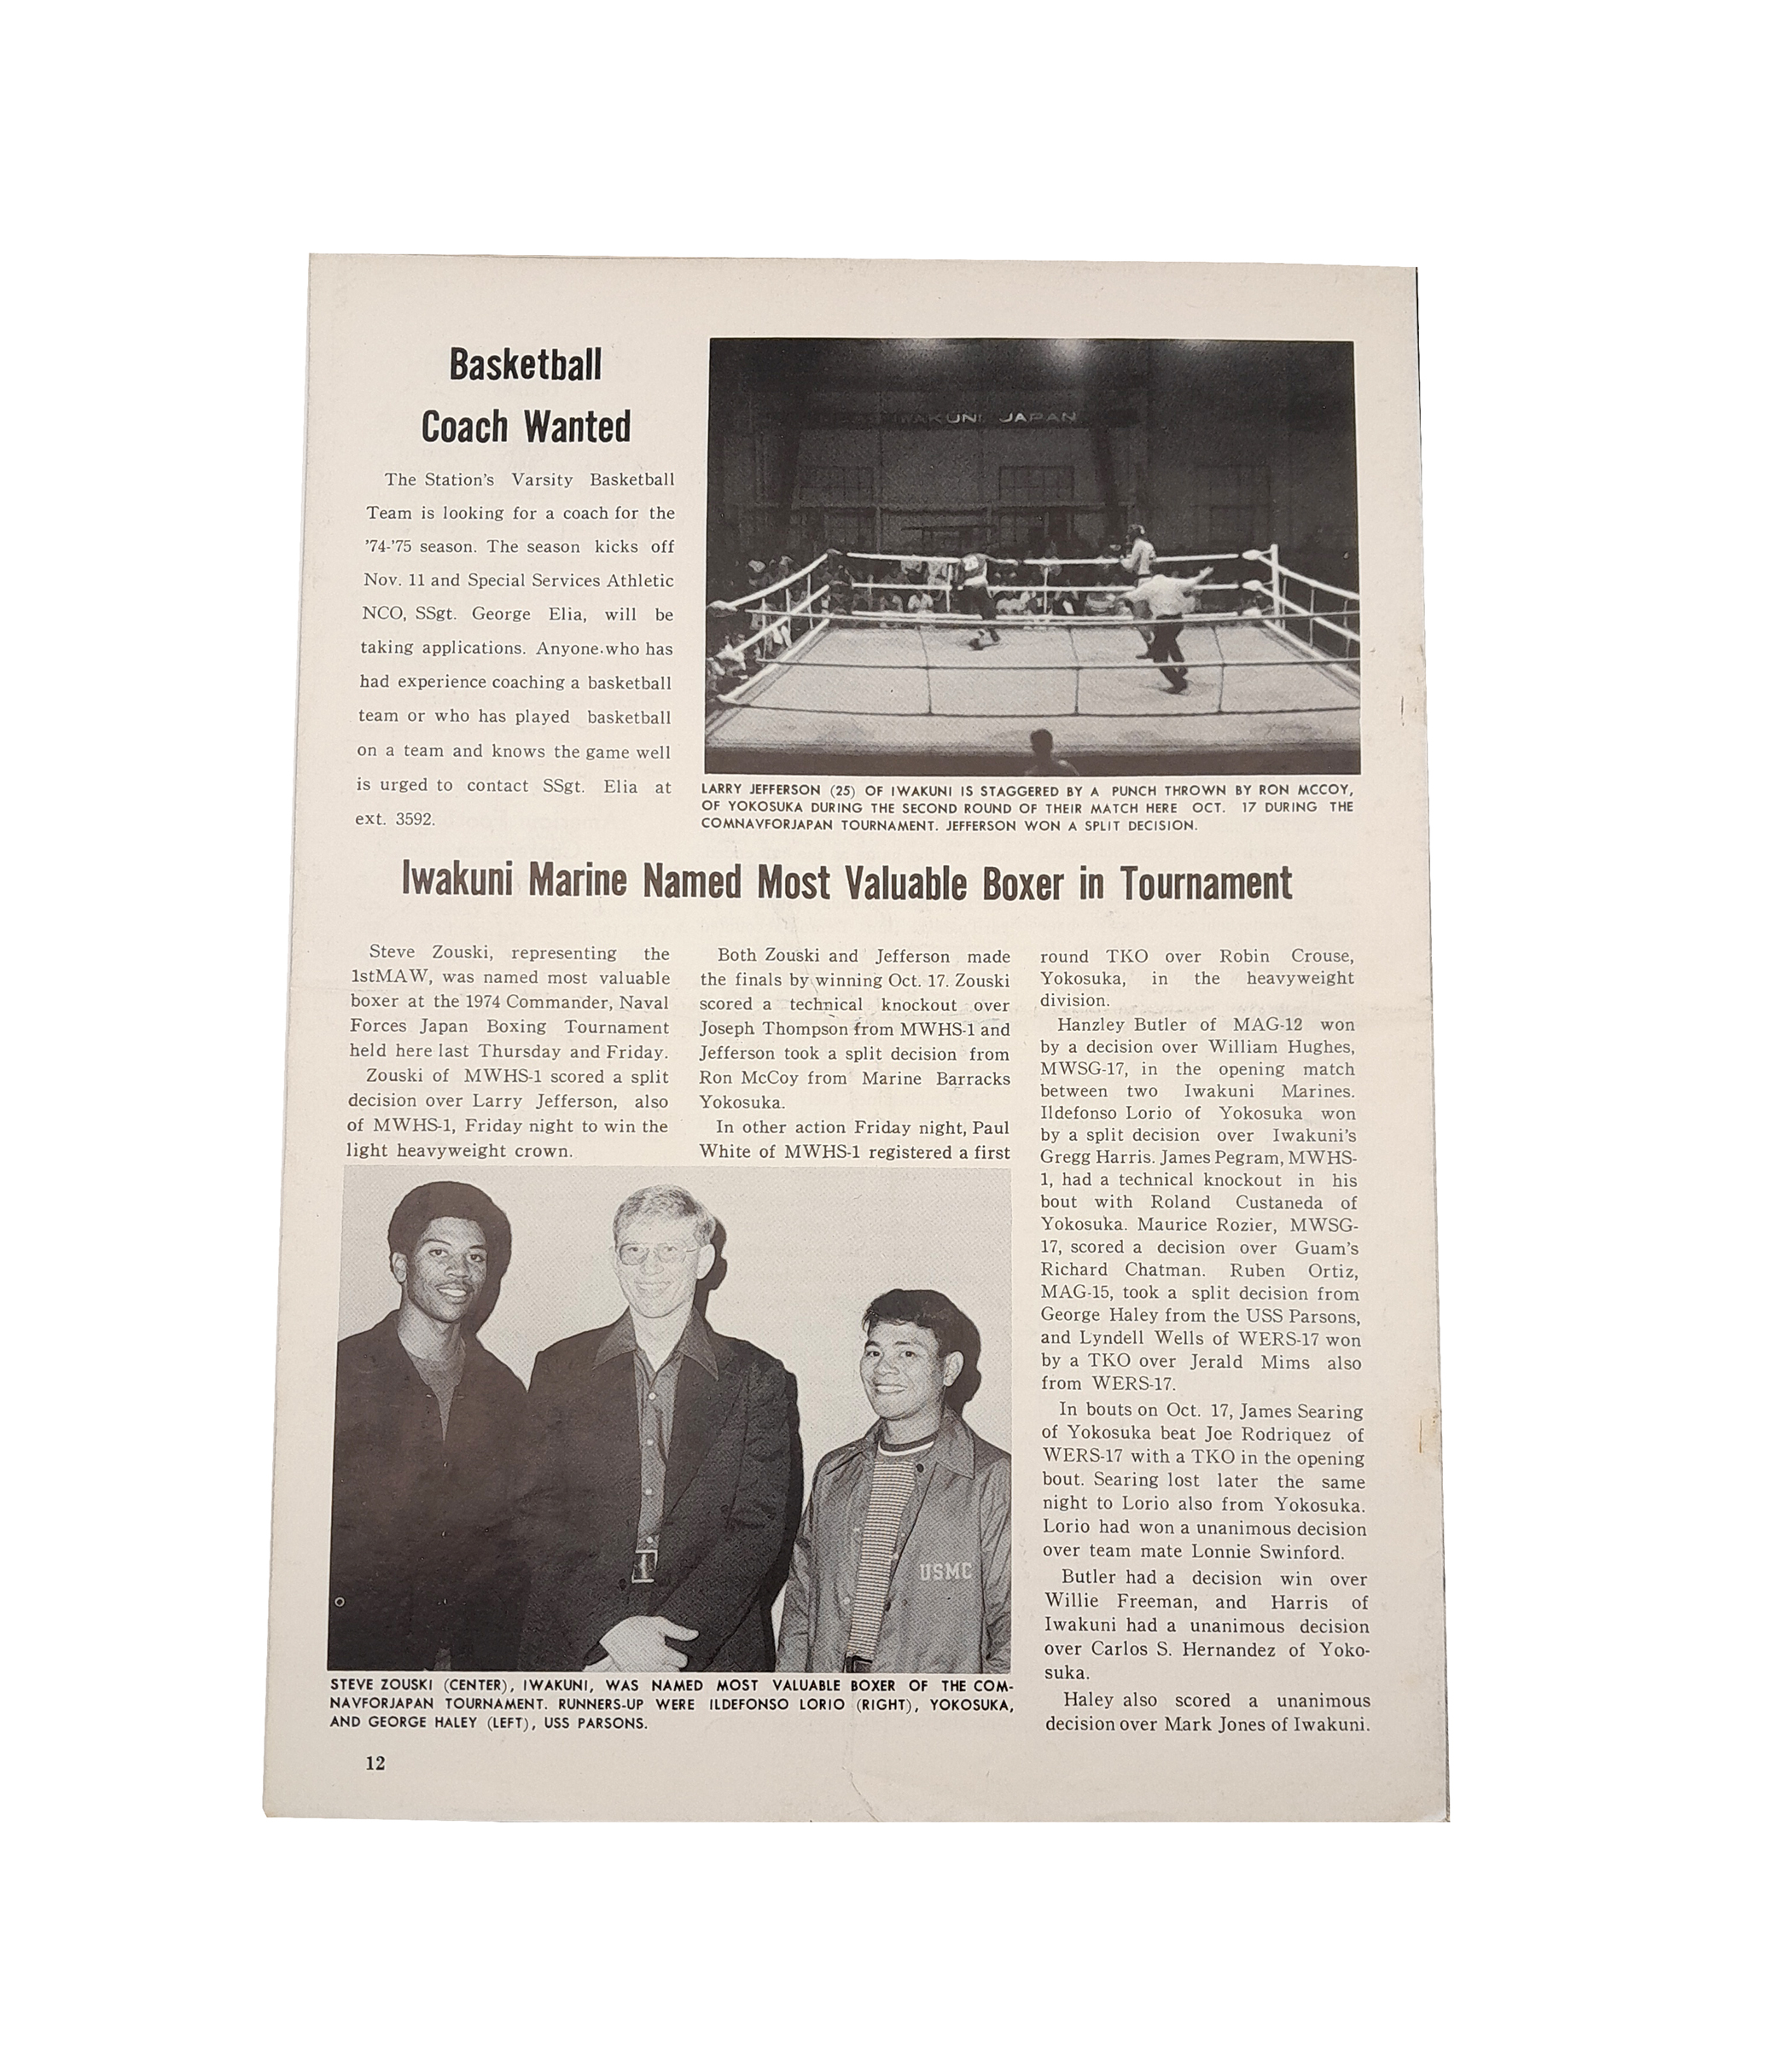 Basketball
Coach Wanted
The Station's Varsity Basketball
Team is looking for a coach for the
'74-'75 season. The season kicks off
Nov. 11 and Special Services Athletic
NCO, SSgt. George Elia, will be
taking applications. Anyone who has
had experience coaching a basketball
team or who has played basketball
on a team and knows the game well
is urged to contact SSgt. Elia at
ext. 3592.
IWAKUNI JAPAN
LARRY JEFFERSON (25) OF IWAKUNI IS STAGGERED BY A PUNCH THROWN BY RON MCCOY,
OF YOKOSUKA DURING THE SECOND ROUND OF THEIR MATCH HERE OCT. 17 DURING THE
COMNAVFORJAPAN TOURNAMENT. JEFFERSON WON A SPLIT DECISION.
Iwakuni Marine Named Most Valuable Boxer in Tournament
Steve Zouski, representing the
1stMAW, was named most valuable
boxer at the 1974 Commander, Naval
Forces Japan Boxing Tournament
held here last Thursday and Friday.
Zouski of MWHS-1 scored a split
decision over Larry Jefferson, also
of MWHS-1, Friday night to win the
light heavyweight crown.
Both Zouski and Jefferson made
the finals by winning Oct. 17. Zouski
scored a technical knockout over
Joseph Thompson from MWHS-1 and
Jefferson took a split decision from
Ron McCoy from Marine Barracks
Yokosuka.
In other action Friday night, Paul
White of MWHS-1 registered a first
round TKO over Robin Crouse,
Yokosuka, in the heavyweight
division.
Hanzley Butler of MAG-12 won
by a decision over William Hughes,
MWSG-17, in the opening match
between two Iwakuni Marines.
Ildefonso Lorio of Yokosuka won
by a split decision over Iwakuni's
Gregg Harris. James Pegram, MWHS-
1, had a technical knockout in his
bout with Roland Custaneda of
Yokosuka. Maurice Rozier, MWSG-
17, scored a decision over Guam's
Richard Chatman. Ruben Ortiz,
MAG-15, took a split decision from
George Haley from the USS Parsons,
and Lyndell Wells of WERS-17 won
by a TKO over Jerald Mims also
from WERS-17.
In bouts on Oct. 17, James Searing
of Yokosuka beat Joe Rodriquez of
WERS-17 with a TKO in the opening
bout. Searing lost later the same
night to Lorio also from Yokosuka.
Lorio had won a unanimous decision
over team mate Lonnie Swinford.
Butler had a decision win over
Willie Freeman, and Harris of
Iwakuni had a unanimous decision
over Carlos S. Hernandez of Yoko-
suka.
Haley also scored a unanimous
decision over Mark Jones of Iwakuni.
USMC
STEVE ZOUSKI (CENTER), IWAKUNI, WAS NAMED MOST VALUABLE BOXER OF THE COM-
NAVFORJAPAN TOURNAMENT. RUNNERS-UP WERE ILDEFONSO LORIO (RIGHT), YOKOSUKA,
AND GEORGE HALEY (LEFT), USS PARSONS.
12